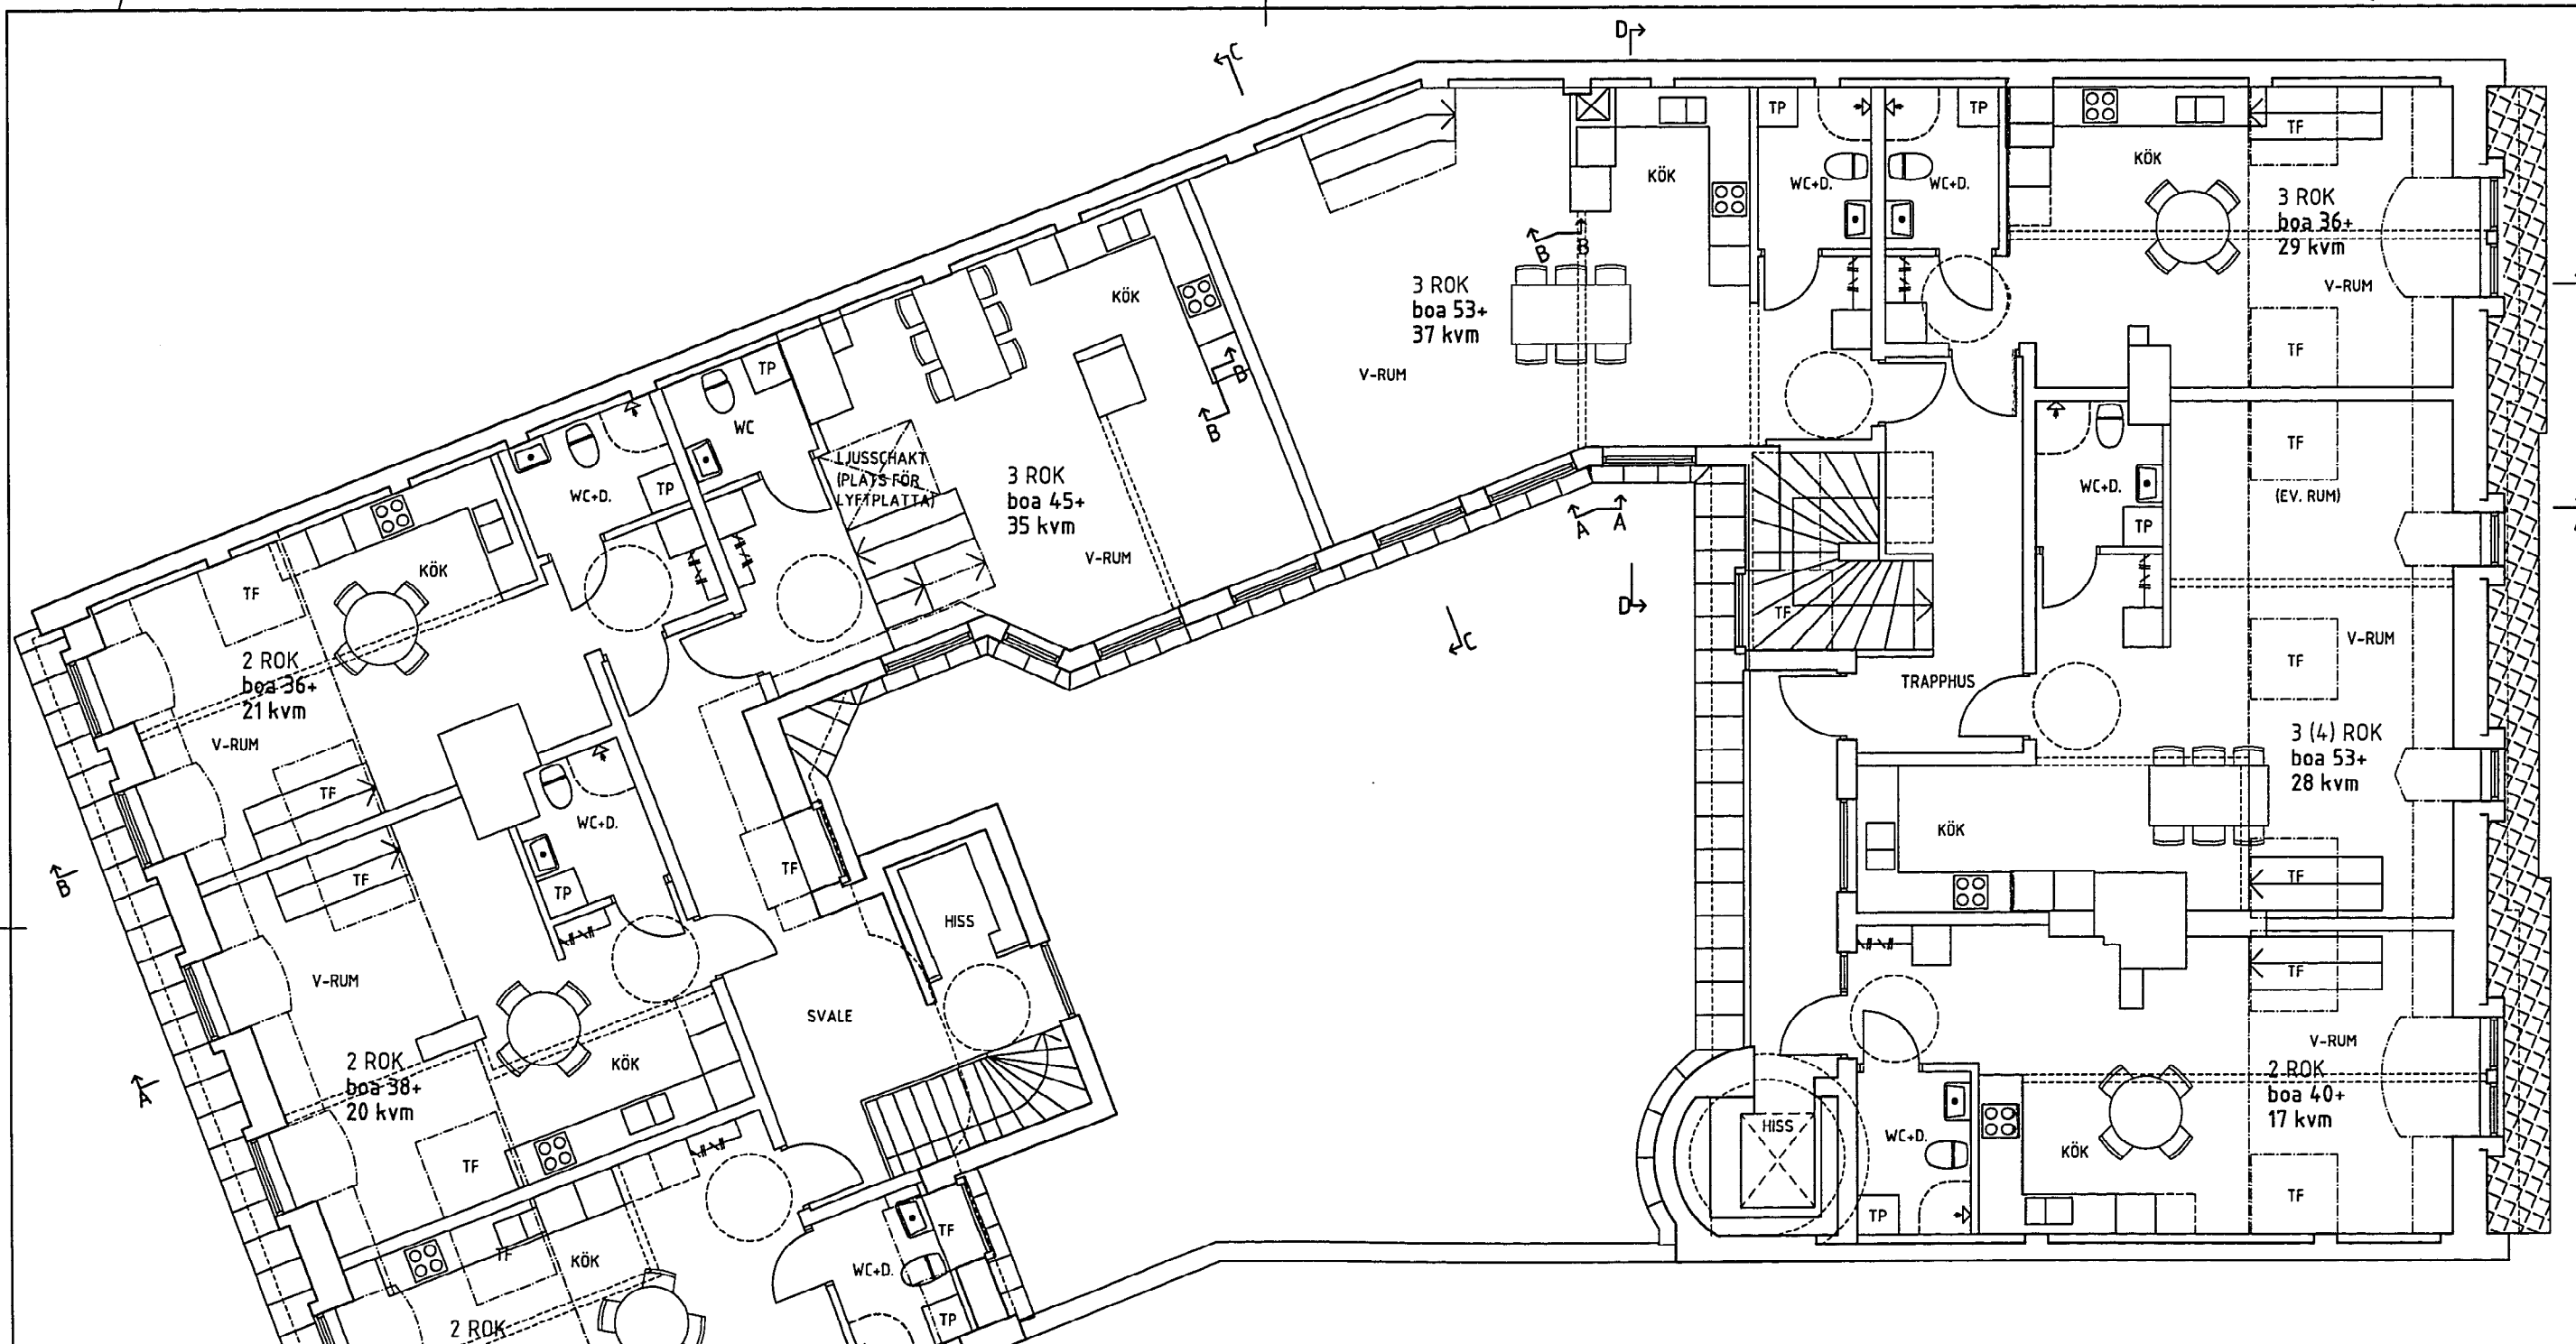 D
C
TP
TP
TF
KÖK
KÖK
WC+D.
WC+D.
3 ROK
boa 36+
29 kvm
B
B
V-RUM
3 ROK
boa 53+
37 kvm
KÖK
V-RUM
TF
TP
B
B
WC
TF
(EV. RUM)
LJUSSCHAKT
(PLATS FÖR
LYFTPLATTA)
3 ROK
boa 45+
35 kvm
WC+D.
TP
WC+D.
TP
A
A
V-RUM
KÖK
TF
D
TF
C
V-RUM
TF
2 ROK
boa 36+
21 kvm
V-RUM
TRAPPHUS
3 (4) ROK
boa 53+
28 kvm
TF
WC+D.
KÖK
TF
TF
TP
B
TF
HISS
TF
V-RUM
SVALE
V-RUM
2 ROK
boa 38+
20 kvm
KÖK
2 ROK
boa 40+
17 kvm
A
HISS
WC+D.
KÖK
TF
TF
TP
TF
TF
KÖK
WC+D.
TP
2 ROK